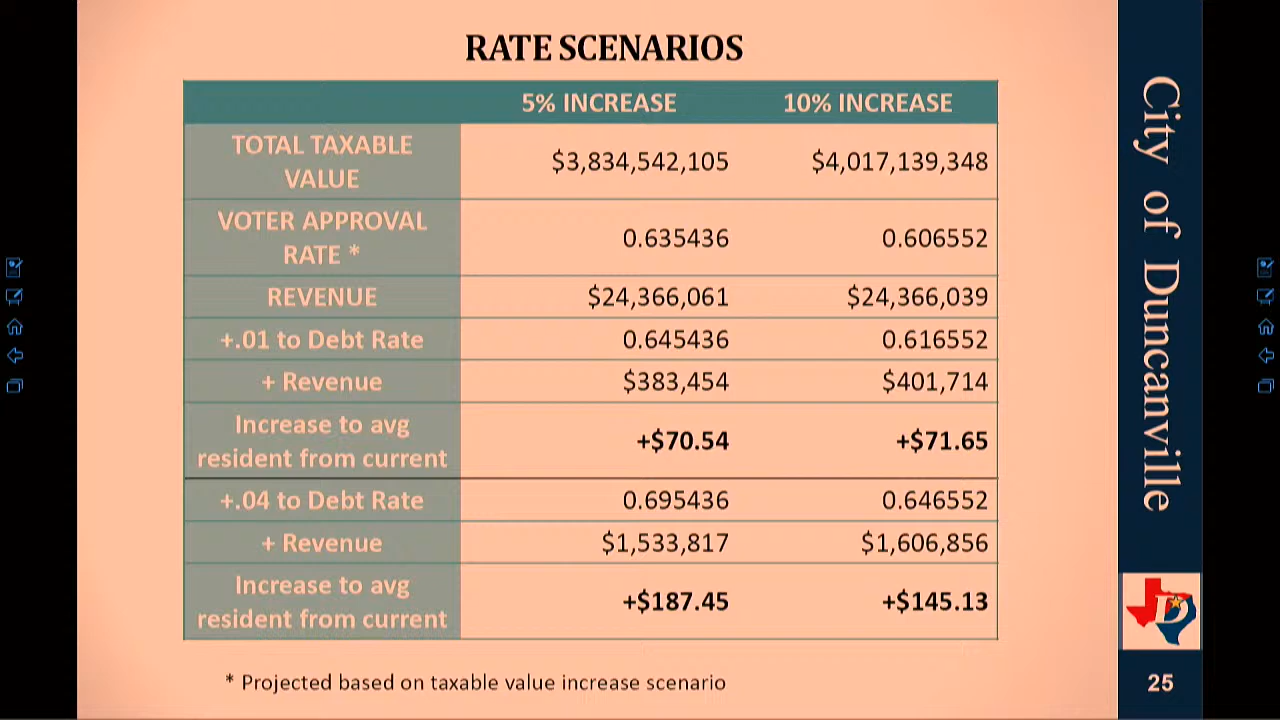 RATE SCENARIOS
5% INCREASE 10% INCREASE
TOTAL TAXABLE
VALUE
$3,834,542,105 $4,017,139,348
VOTER APPROVAL
RATE *
0.635436 0.606552
REVENUE $24,366,061 $24,366,039
+.01 to Debt Rate 0.645436 0.616552
+ Revenue $383,454 $401,714
Increase to avg
resident from current
+$70.54 +$71.65
+.04 to Debt Rate 0.695436 0.646552
+ Revenue $1,533,817 $1,606,856
Increase to avg
resident from current
+$187.45 +$145.13
* Projected based on taxable value increase scenario
City of Duncanville
D
25